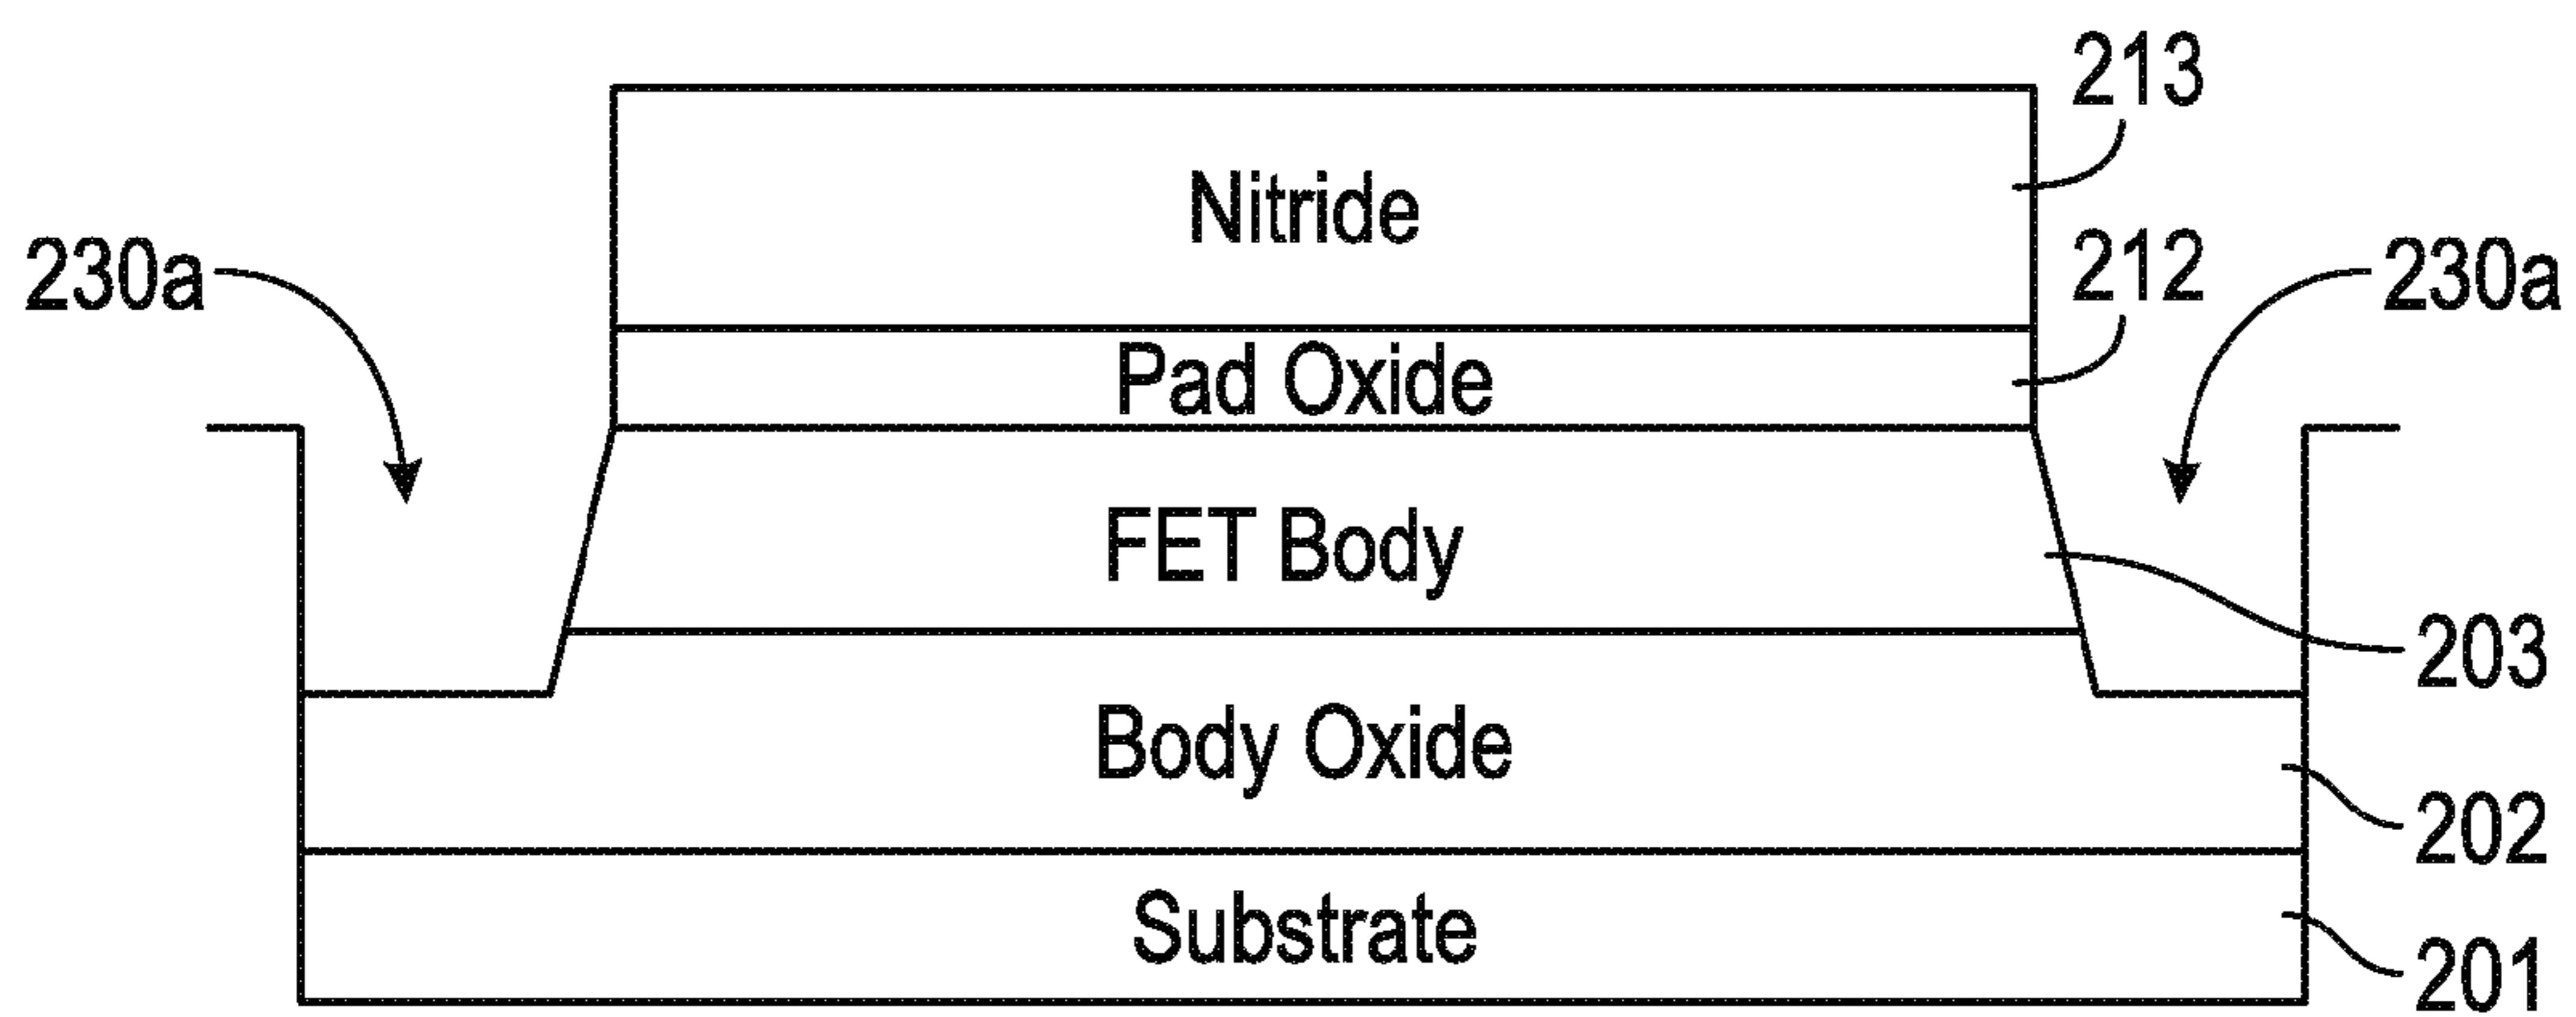 213
Nitride
230a
212
230a
Pad Oxide
FET Body
203
Body Oxide
202
Substrate
201